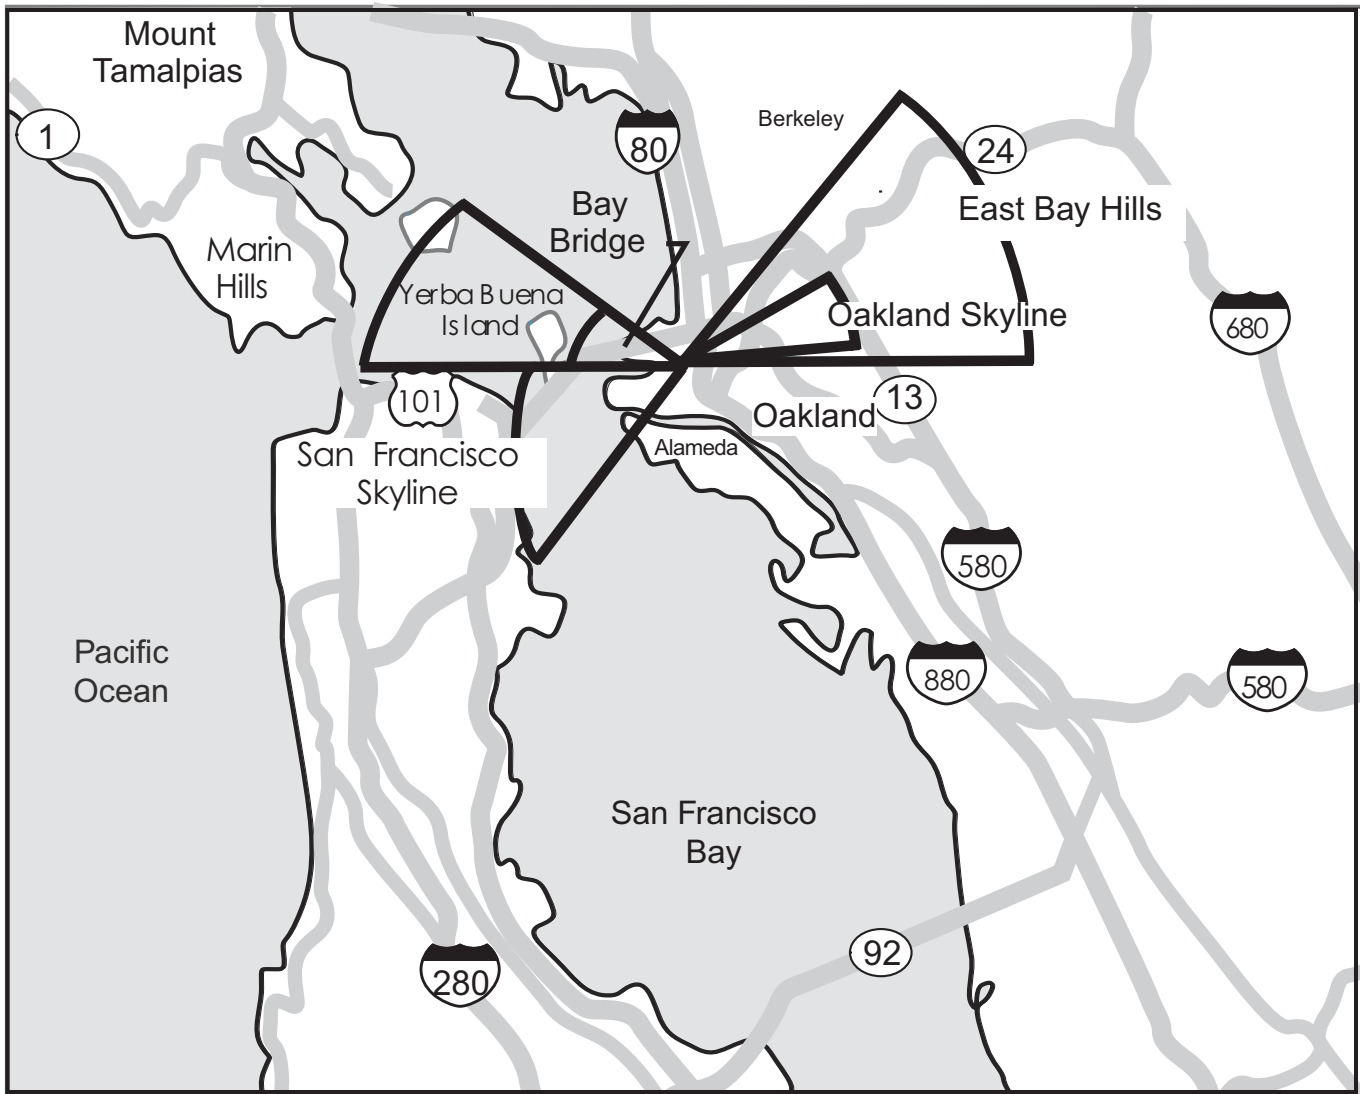 Mount
Tamalpias
1
80
Berkeley
24
Bay
Bridge
East Bay Hills
Marin
Hills
Yerba Buena
Island
Oakland Skyline
680
101
13
Oakland
San Francisco
Skyline
Alameda
580
Pacific
Ocean
880
580
San Francisco
Bay
92
280